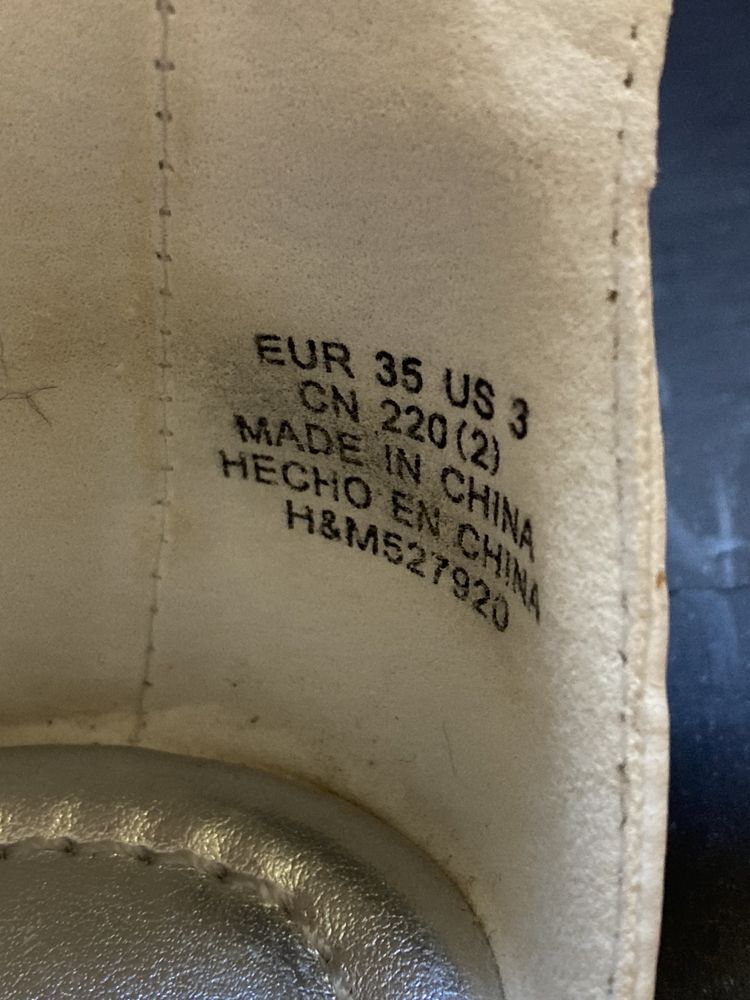 EUR 35 US 3
CN 220(2)
MADE IN CHINA
HECHO EN CHINA
H&M527920